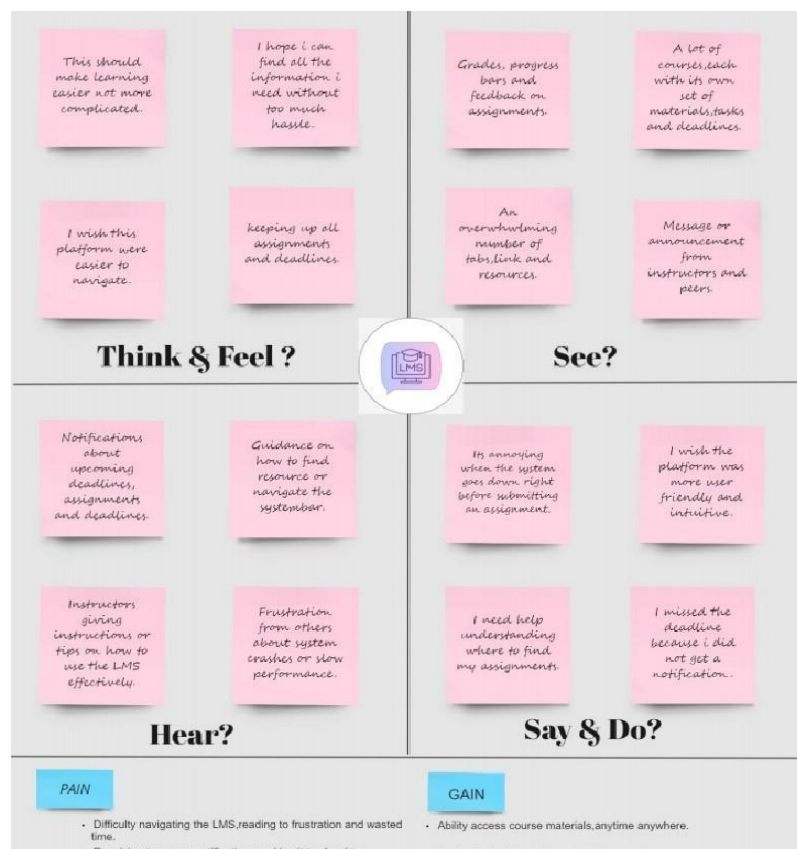 This should
make learning
easier not more
complicated.
I hope i can
find all the
information i
need without
too much
hassle.
I wish this
platform were
easier to
navigate.
keeping up all
assignments
and deadlines.
Think & Feel ?
Grades, progress
bars and
feedback on
assignments.
A lot of
courses,each
with its own
set of
materials,tasks
and deadlines.
An
overwhwlming
number of
tabs,link and
resources.
Message or
announcement
from
instructors and
peers.
See?
LMS
Notifications
about
upcoming
deadlines,
assignments
and deadlines.
Guidance on
how to find
resource or
navigate the
systembar.
Instructors
giving
instructions or
tips on how to
use the LMS
effectively.
Frustration
from others
about system
crashes or slow
performance.
Hear?
Its annoying
when the system
goes down right
before submitting
an assignment.
I wish the
platform was
more user
friendly and
intuitive.
I need help
understanding
where to find
my assignments.
I missed the
deadline
because i did
not get a
notification.
Say & Do?
PAIN
• Difficulty navigating the LMS,reading to frustration and wasted
time.
GAIN
• Ability access course materials,anytime anywhere.